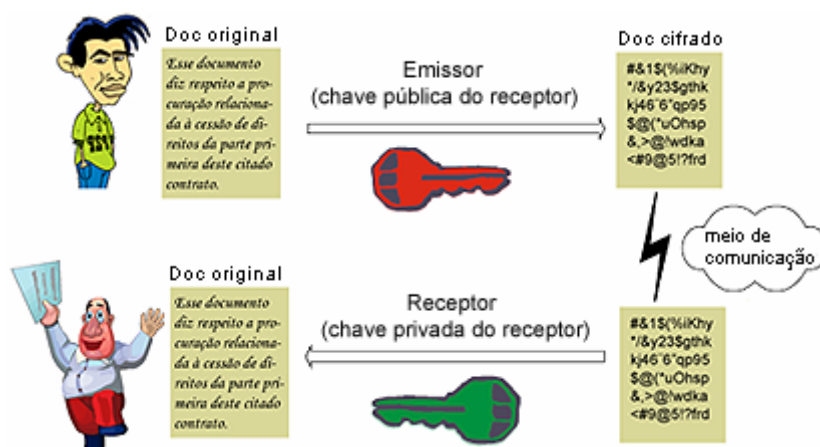 Doc original
Esse documento
diz respeito a pro-
curação relaciona-
da à cessão de di-
reitos da parte pri-
meira deste citado
contrato.
Emissor
(chave pública do receptor)
Doc cifrado
#&1$(%iKhy
*/&y23$gthk
kj46¨6"qp95
$@(*uOhsp
&,>@!wdka
<#9@5!?frd
meio de
comunicação
Doc original
Esse documento
diz respeito a pro-
curação relaciona-
da à cessão de di-
reitos da parte pri-
meira deste citado
contrato.
Receptor
(chave privada do receptor)
#&1$(%iKhy
*/&y23$gthk
kj46¨6"qp95
$@(*uOhsp
&,>@!wdka
<#9@5!?frd